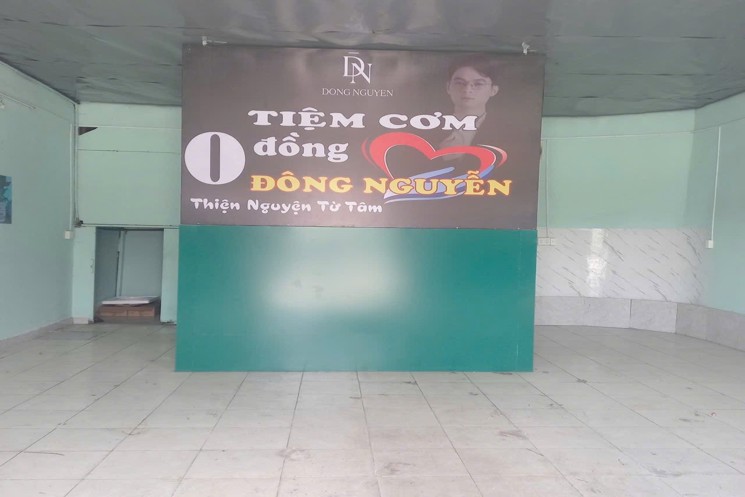 DN
DONG NGUYEN
TIỆM CƠM
0 đồng
ĐÔNG NGUYỄN
Thiện Nguyện Từ Tâm